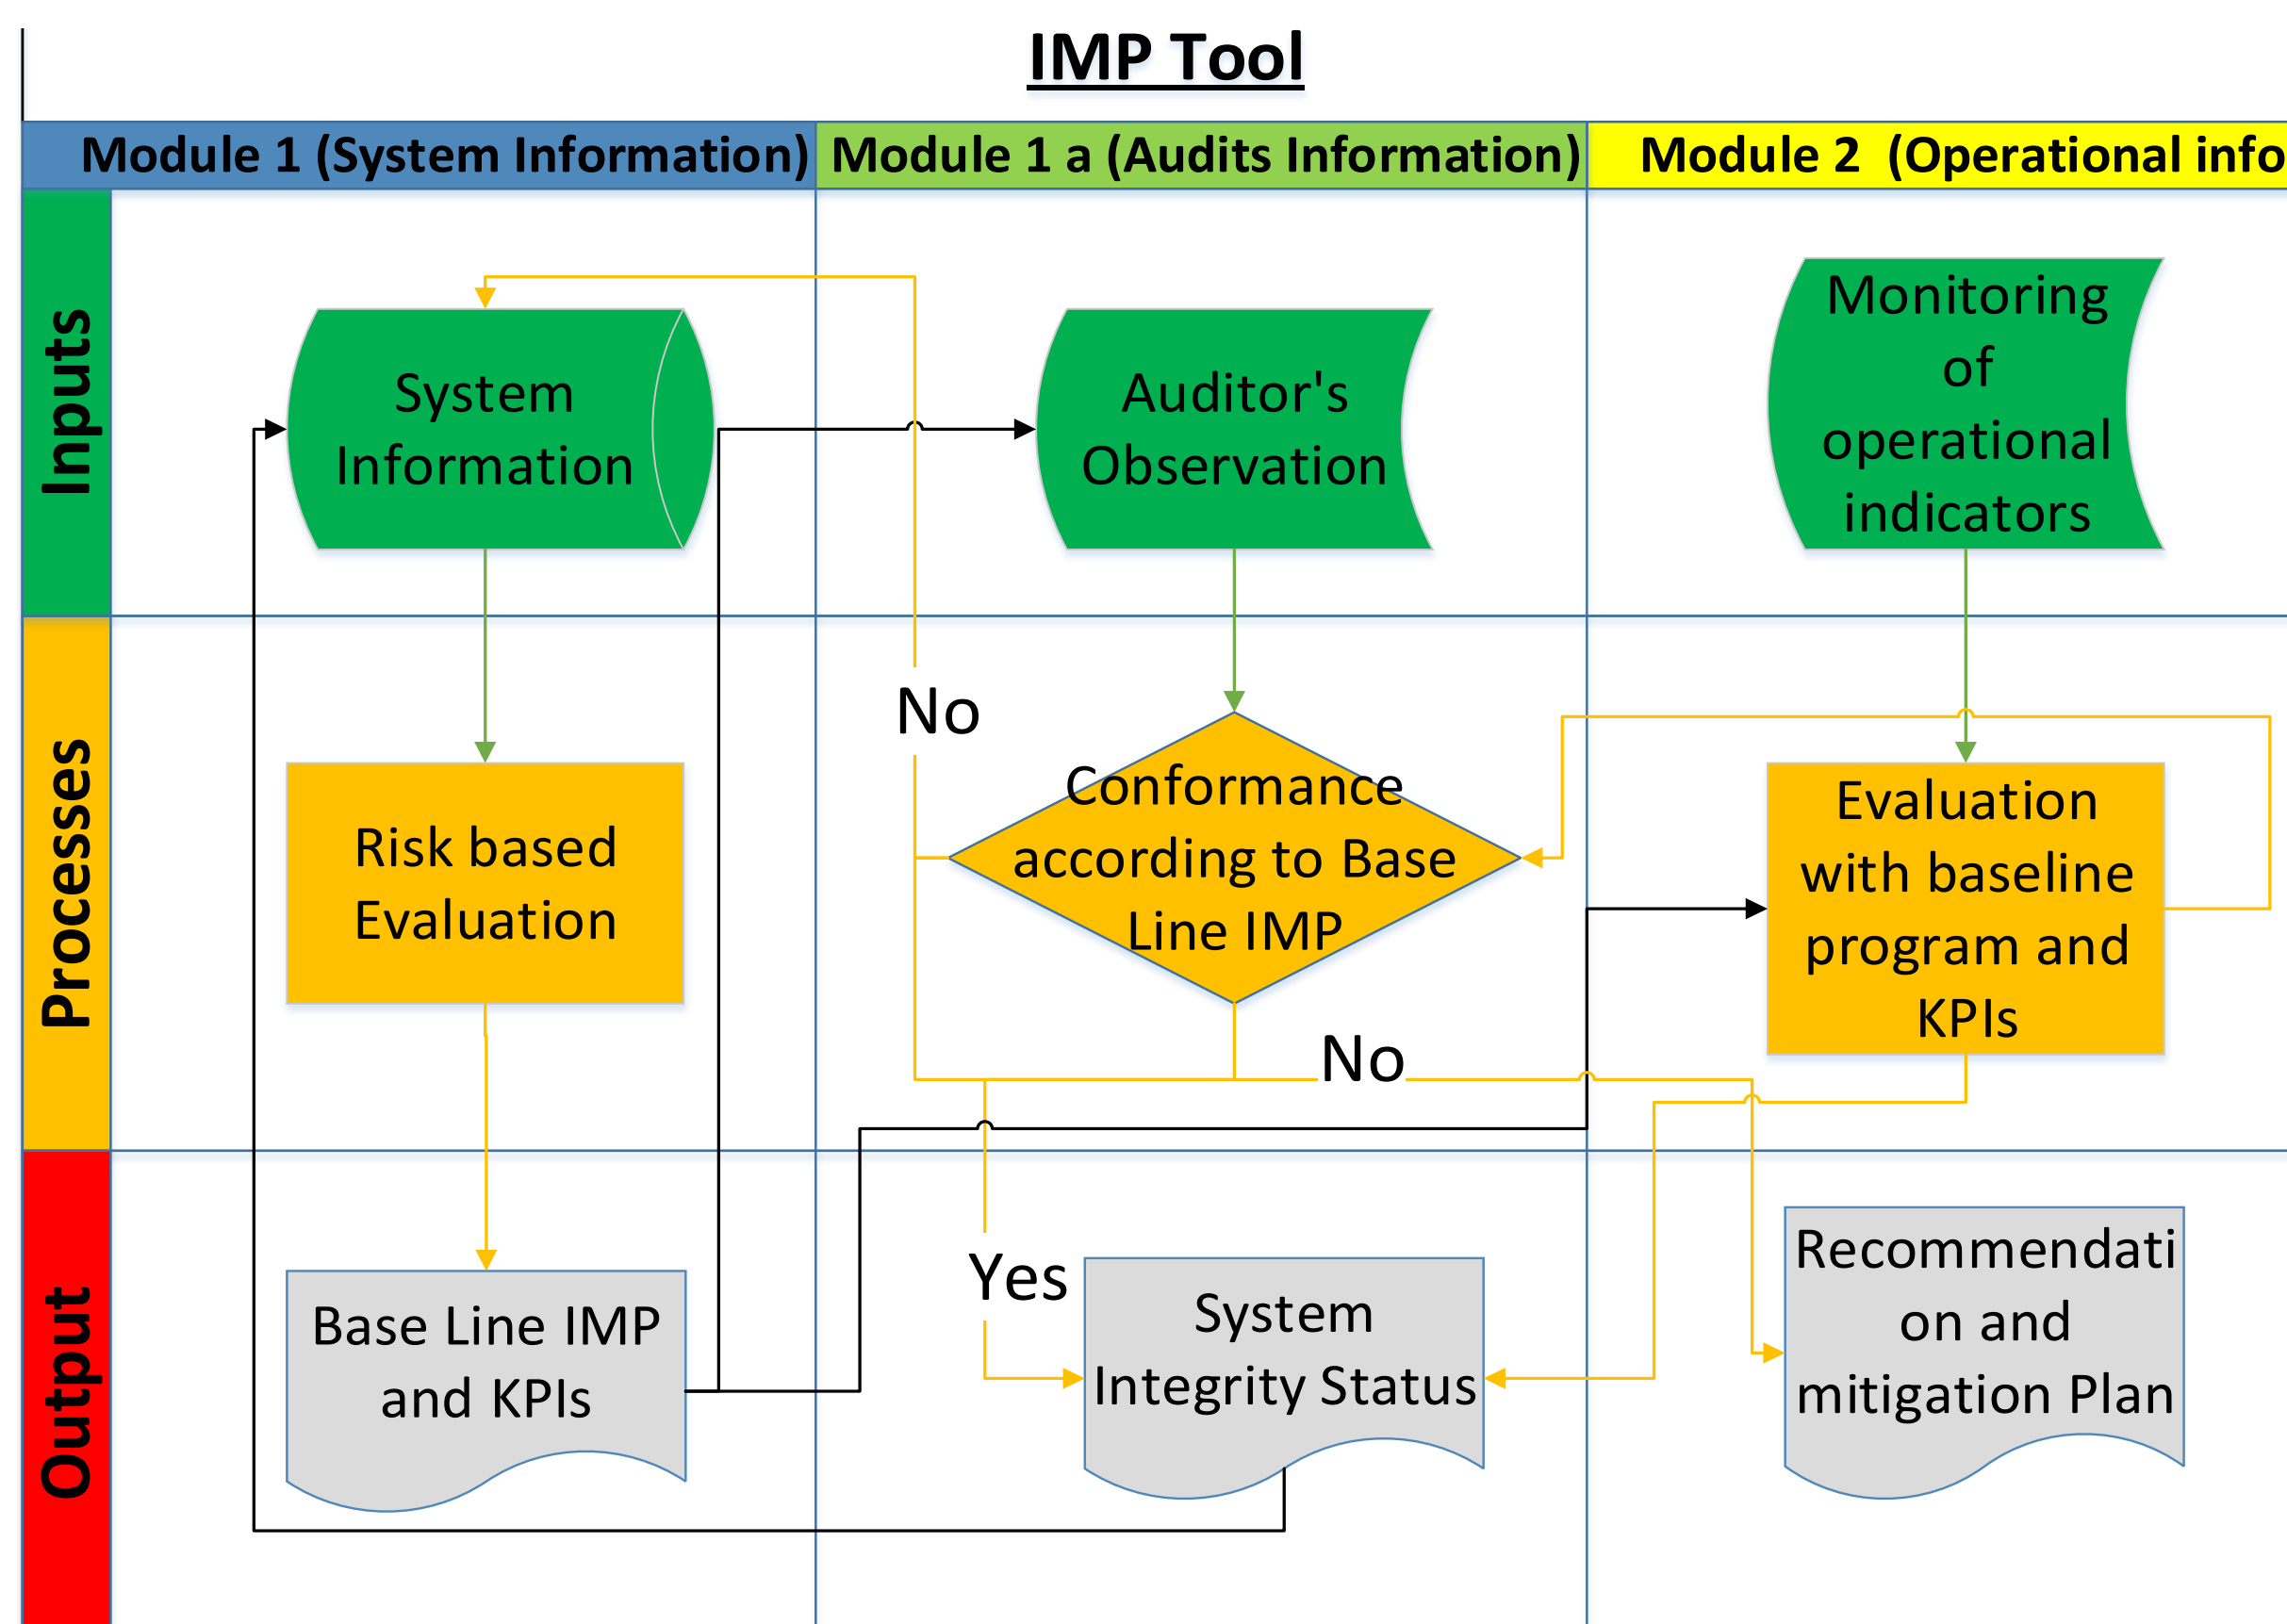 IMP Tool
Module 1 (System Information)
Module 1 a (Audits Information)
Module 2  (Operational info
Inputs
System
Information
Auditor's
Observation
Monitoring
of
operational
indicators
Processes
No
Risk based
Evaluation
Conformance
according to Base
Line IMP
No
Evaluation
with baseline
program and
KPIs
Output
Base Line IMP
and KPIs
Yes
System
Integrity Status
Recommendati
on and
mitigation Plan